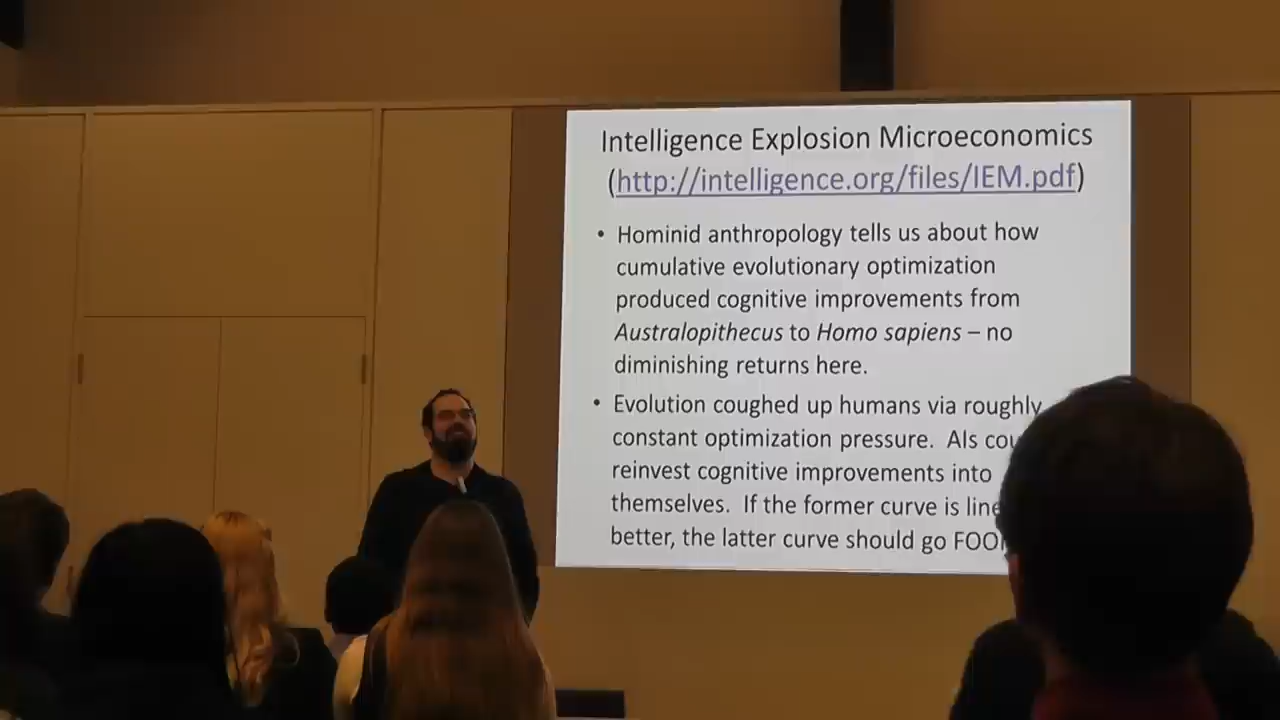 Intelligence Explosion Microeconomics
(http://intelligence.org/files/IEM.pdf)
• Hominid anthropology tells us about how
cumulative evolutionary optimization
produced cognitive improvements from
Australopithecus to Homo sapiens – no
diminishing returns here.
• Evolution coughed up humans via roughly
constant optimization pressure. AIs
reinvest cognitive improvements into
themselves. If the former curve is
better, the latter curve should go